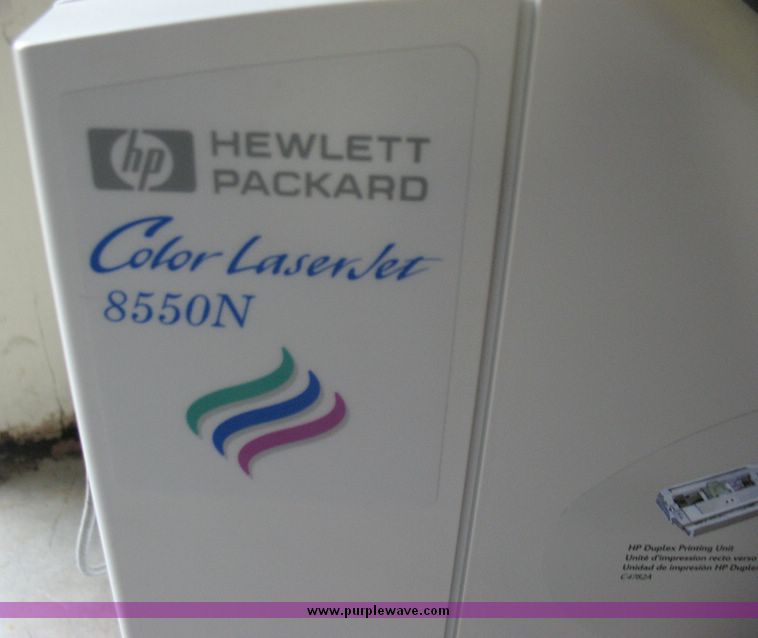 hp
HEWLETT
PACKARD
Color LaserJet
8550N
HP Duplex Printing Unit
Unité d'impression recto verso
Unidad de impresión HP Duplex
C4782A
www.purplewave.com